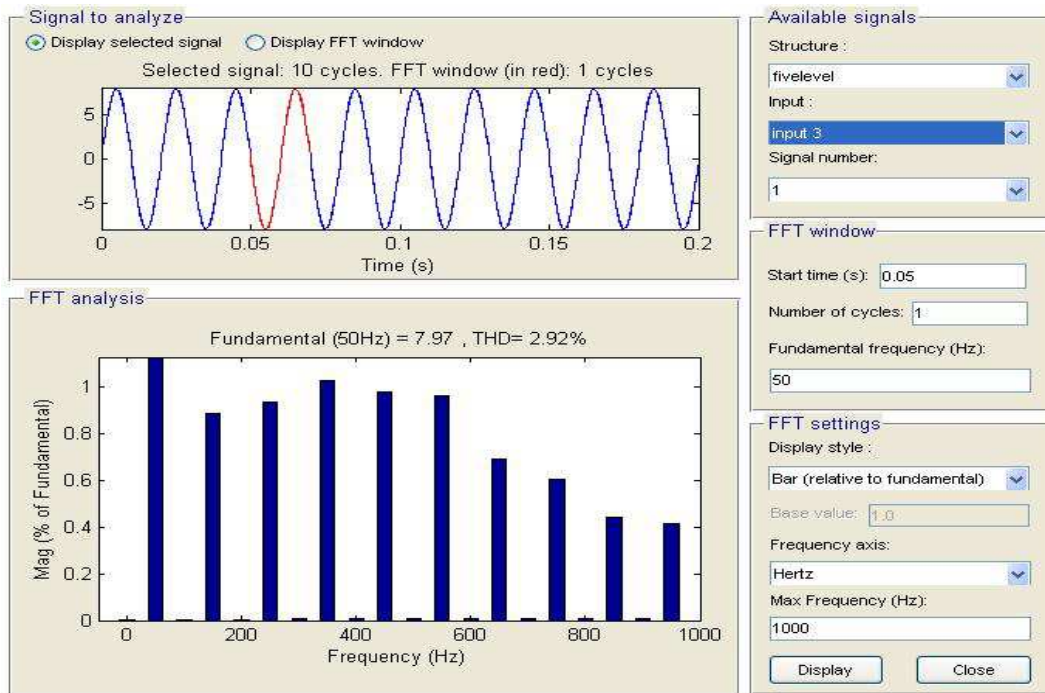 Signal to analyze
Display selected signal
Display FFT window
Selected signal: 10 cycles. FFT window (in red): 1 cycles
5
0
-5
0
0.05
0.1
0.15
0.2
Time (s)
FFT analysis
Fundamental (50Hz) = 7.97 , THD= 2.92%
Mag (% of Fundamental)
1
0.8
0.6
0.4
0.2
0
0
200
400
600
800
1000
Frequency (Hz)
Available signals
Structure :
fivelevel
Input :
input 3
Signal number:
1
FFT window
Start time (s): 0.05
Number of cycles: 1
Fundamental frequency (Hz):
50
FFT settings
Display style :
Bar (relative to fundamental)
Base value: 1.0
Frequency axis:
Hertz
Max Frequency (Hz):
1000
Display
Close